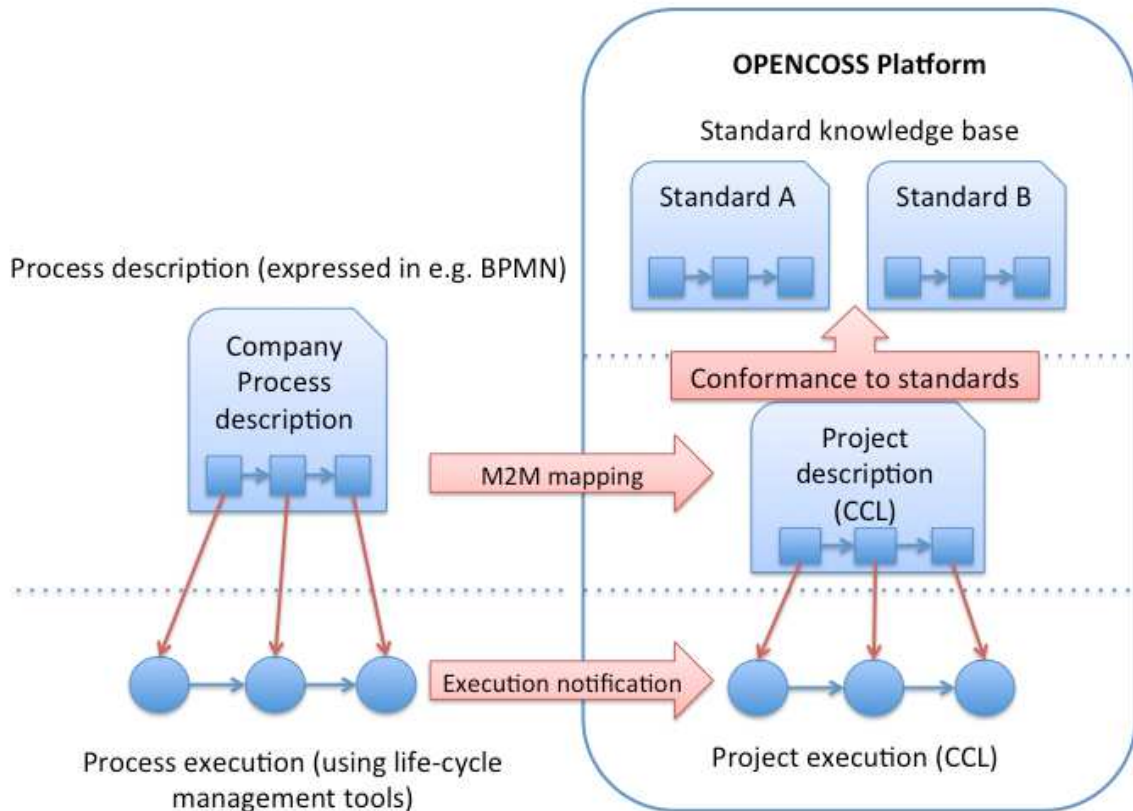 OPENCOSS Platform
Standard knowledge base
Standard A
Standard B
Process description (expressed in e.g. BPMN)
Company
Process
description
Conformance to standards
Project
description
(CCL)
M2M mapping
Execution notification
Process execution (using life-cycle
management tools)
Project execution (CCL)